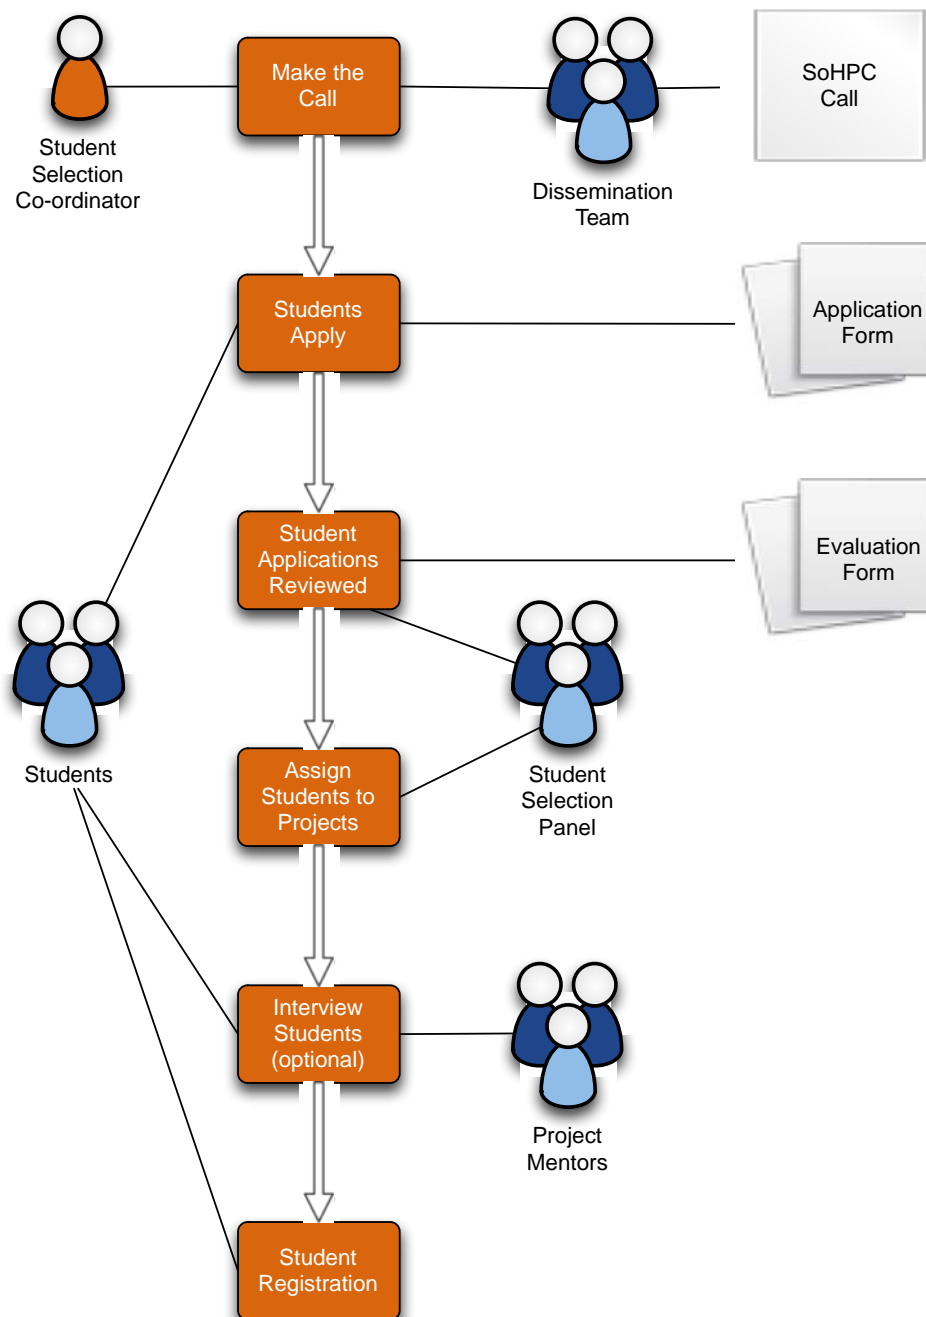 Make the
Call
SoHPC
Call
Student
Selection
Co-ordinator
Dissemination
Team
Students
Apply
Application
Form
Student
Applications
Reviewed
Evaluation
Form
Students
Assign
Students to
Projects
Student
Selection
Panel
Interview
Students
(optional)
Project
Mentors
Student
Registration